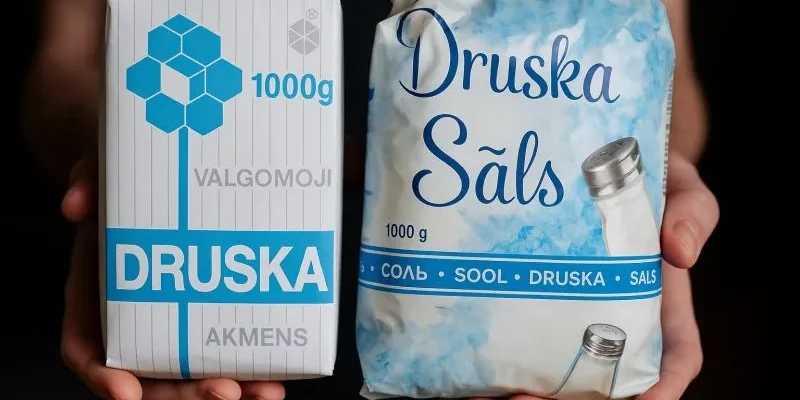 ®
1000g
VALGOMOJI
DRUSKA
AKMENS
Druska
Sāls
1000 g
• СОЛЬ • SOOL • DRUSKA • SALS